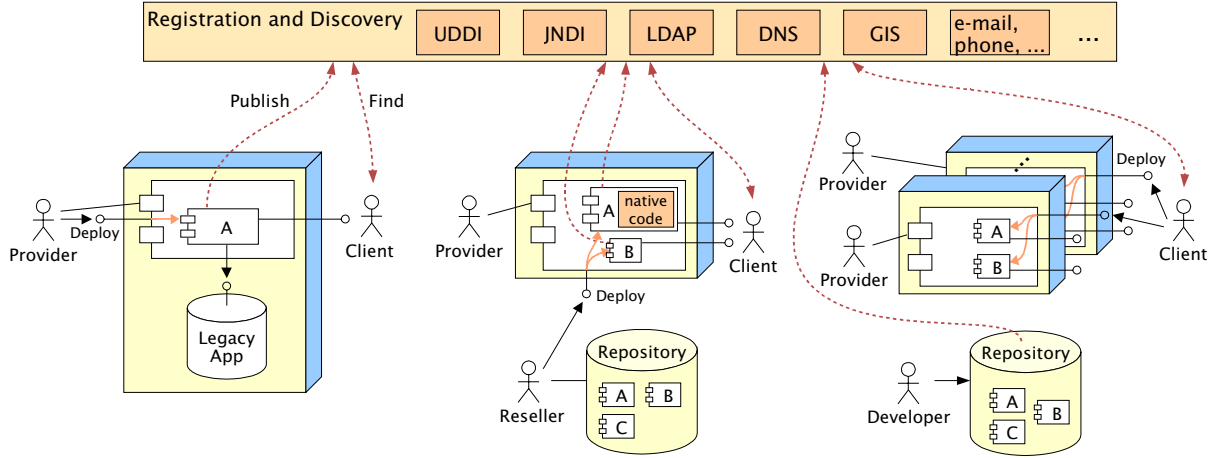 Registration and Discovery
UDDI
JNDI
LDAP
DNS
GIS
e-mail,
phone, ...
...
Publish
Find
Provider
Deploy
A
Client
Legacy
App
Provider
A
native
code
B
Client
Deploy
Reseller
Repository
A
B
C
Provider
Deploy
Provider
A
B
Client
Developer
Repository
A
B
C